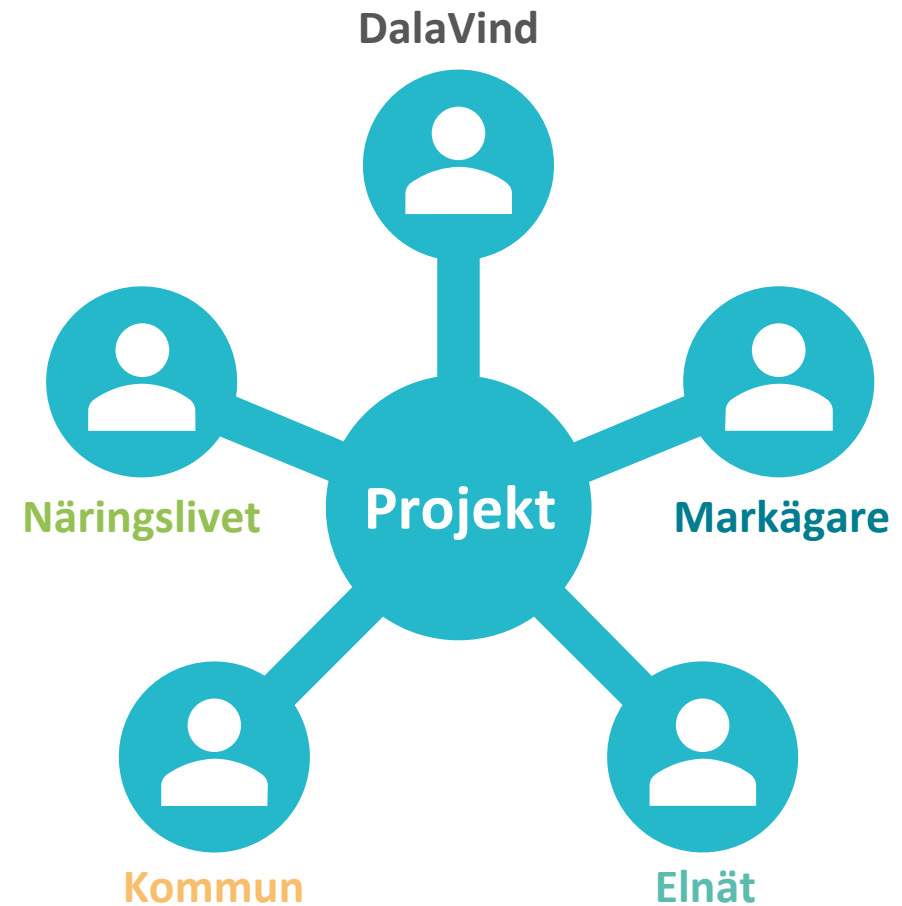 DalaVind
Näringslivet
Projekt
Markägare
Kommun
Elnät